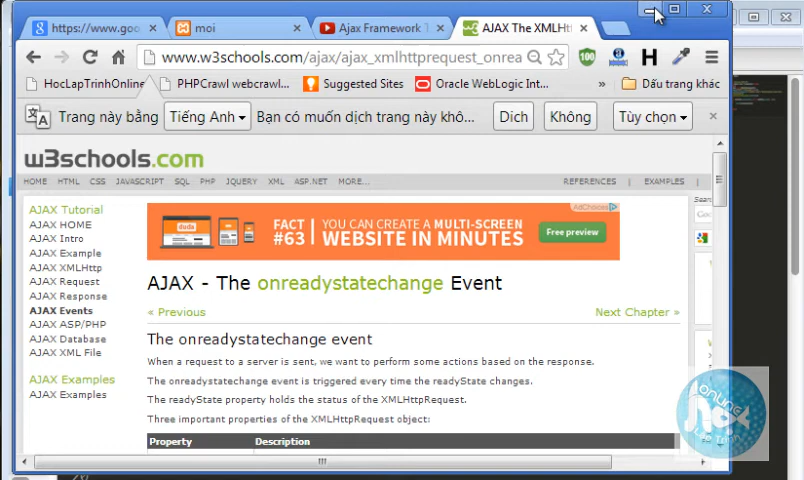 https://www.goo
moi
Ajax Framework T
AJAX The XMLHt
www.w3schools.com/ajax/ajax_xmlhttprequest_onrea
100
H
HocLapTrinhOnline
PHPCrawl webcrawl...
Suggested Sites
Oracle WebLogic Int...
»
Dấu trang khác
Trang này bằng
Tiếng Anh
Bạn có muốn dịch trang này khô...
Dịch
Không
Tùy chọn
w3schools.com
HOME HTML CSS JAVASCRIPT SQL PHP JQUERY XML ASP.NET MORE... REFERENCES | EXAMPLES |
AJAX Tutorial
AJAX HOME
AJAX Intro
AJAX Example
AJAX XMLHttp
AJAX Request
AJAX Response
AJAX Events
AJAX ASP/PHP
AJAX Database
AJAX XML File
AJAX Examples
AJAX Examples
AdChoices
duda
FACT #63
YOU CAN CREATE A MULTI-SCREEN
WEBSITE IN MINUTES
Free preview
AJAX - The onreadystatechange Event
« Previous
Next Chapter »
The onreadystatechange event
When a request to a server is sent, we want to perform some actions based on the response.
The onreadystatechange event is triggered every time the readyState changes.
The readyState property holds the status of the XMLHttpRequest.
Three important properties of the XMLHttpRequest object:
Property Description
Online